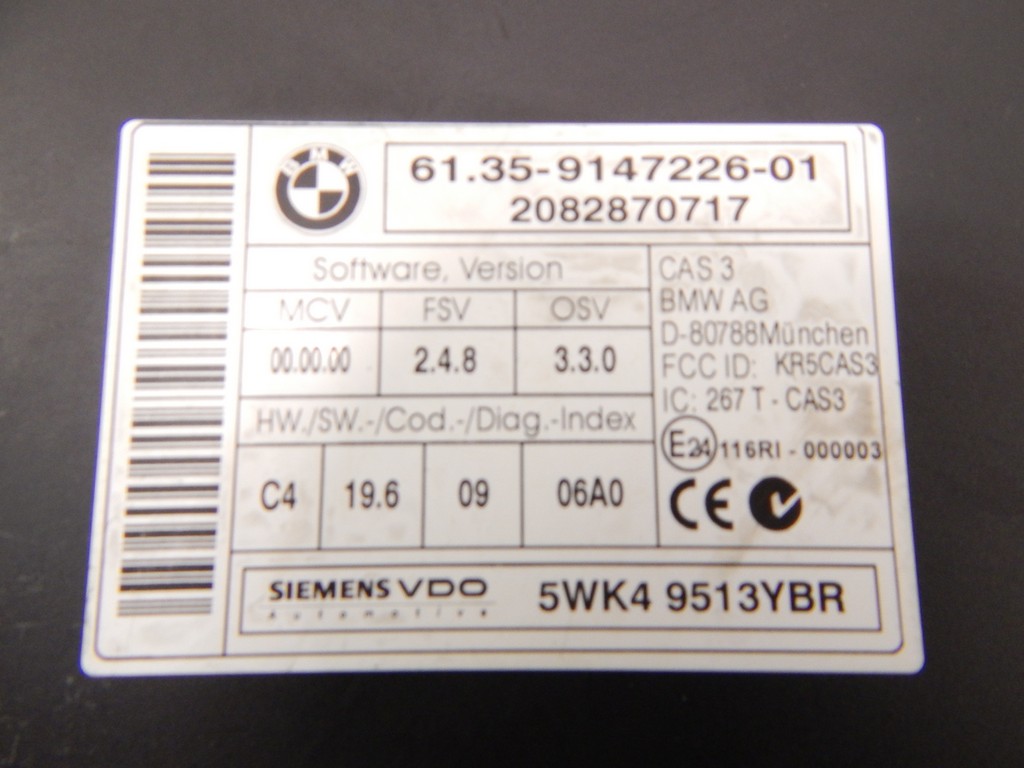 BMW
61.35-9147226-01
2082870717
Software, Version
MCV FSV OSV
00.00.00 2.4.8 3.3.0
HW./SW.-/Cod.-/Diag.-Index
C4 19.6 09 06A0
CAS 3
BMW AG
D-80788München
FCC ID: KR5CAS3
IC: 267 T - CAS3
E24 116RI - 000003
CE
SIEMENS VDO
Automotive
5WK4 9513YBR